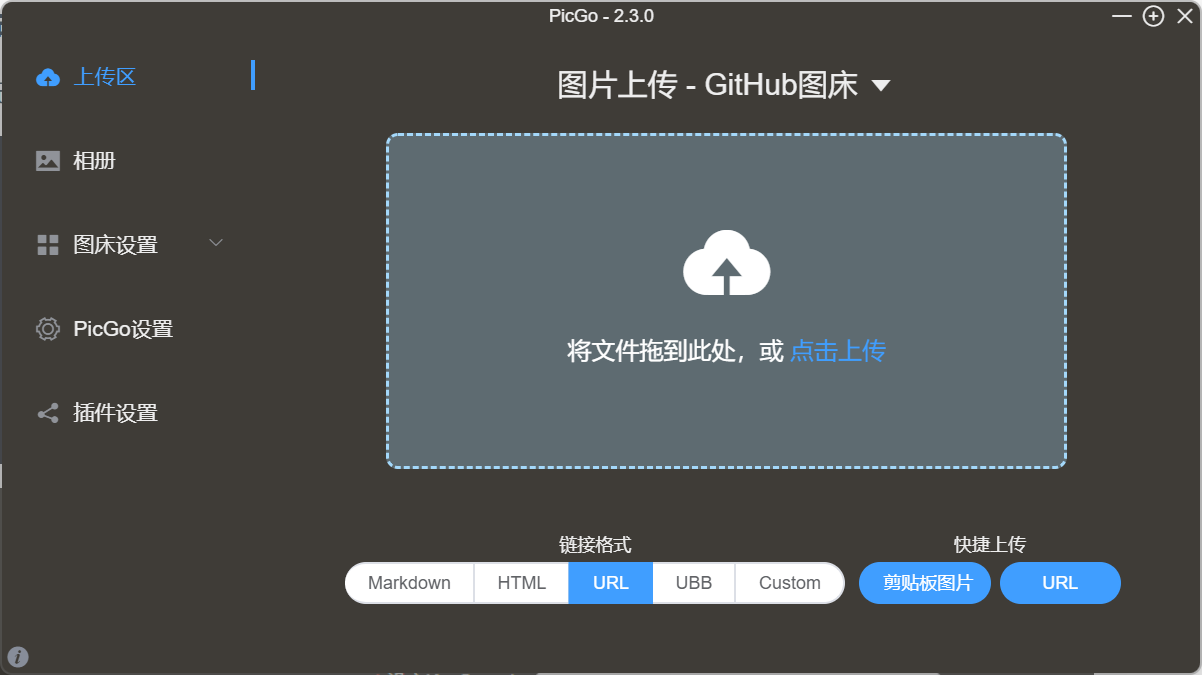 PicGo - 2.3.0
上传区
相册
图床设置
PicGo设置
插件设置
图片上传 - GitHub图床
将文件拖到此处，或 点击上传
链接格式
Markdown HTML URL UBB Custom
快捷上传
剪贴板图片 URL